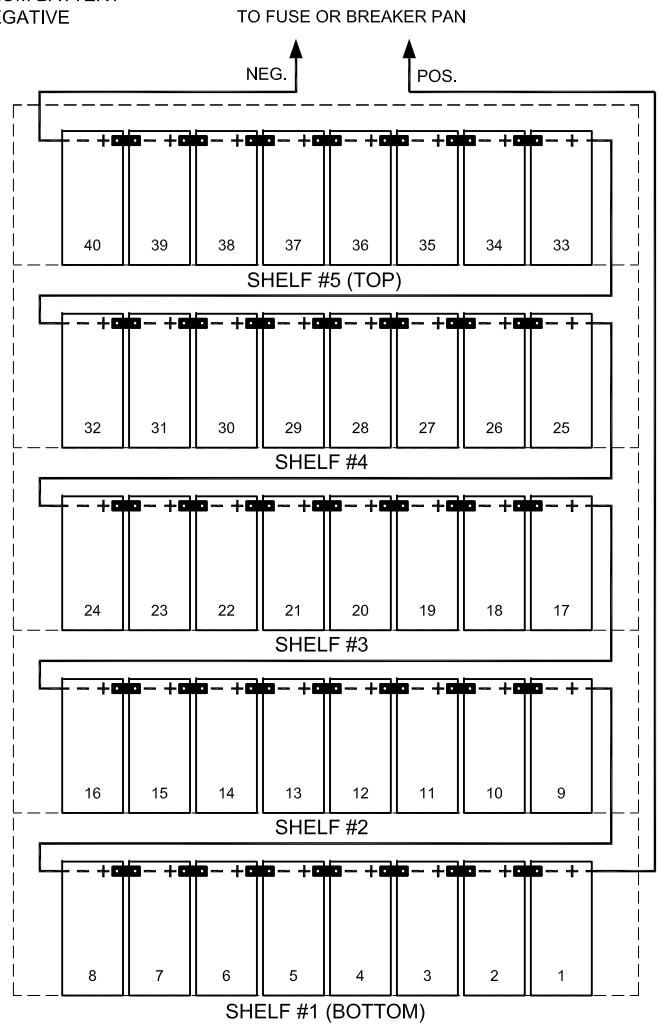 EGATIVE
TO FUSE OR BREAKER PAN
NEG.
POS.
− + − + − + − + − + − + − + − +
40 39 38 37 36 35 34 33
SHELF #5 (TOP)
− + − + − + − + − + − + − + − +
32 31 30 29 28 27 26 25
SHELF #4
− + − + − + − + − + − + − + − +
24 23 22 21 20 19 18 17
SHELF #3
− + − + − + − + − + − + − + − +
16 15 14 13 12 11 10 9
SHELF #2
− + − + − + − + − + − + − + − +
8 7 6 5 4 3 2 1
SHELF #1 (BOTTOM)